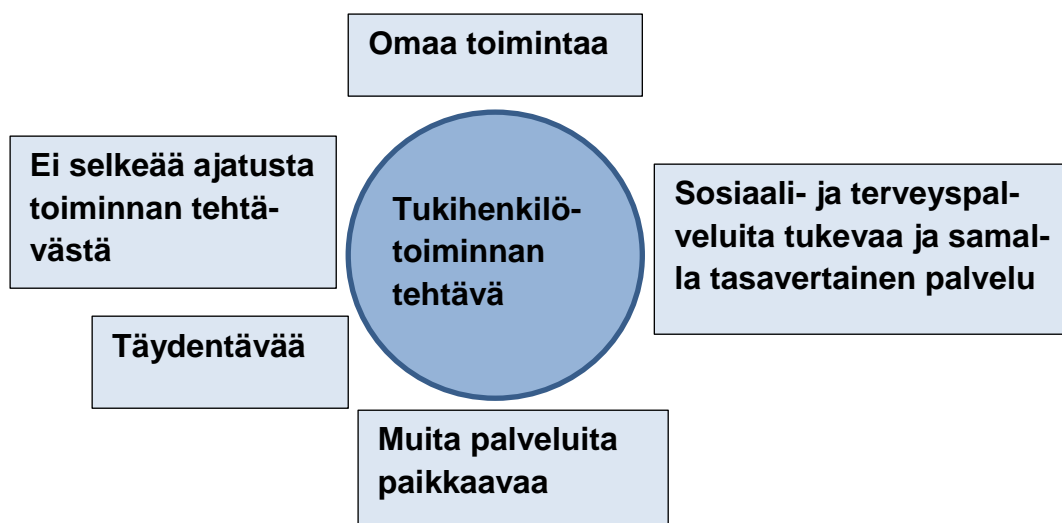 Omaa toimintaa
Ei selkeää ajatusta
toiminnan tehtä-
västä
Tukihenkilö-
toiminnan
tehtävä
Sosiaali- ja terveyspal-
veluita tukevaa ja samal-
la tasavertainen palvelu
Täydentävää
Muita palveluita
paikkaavaa